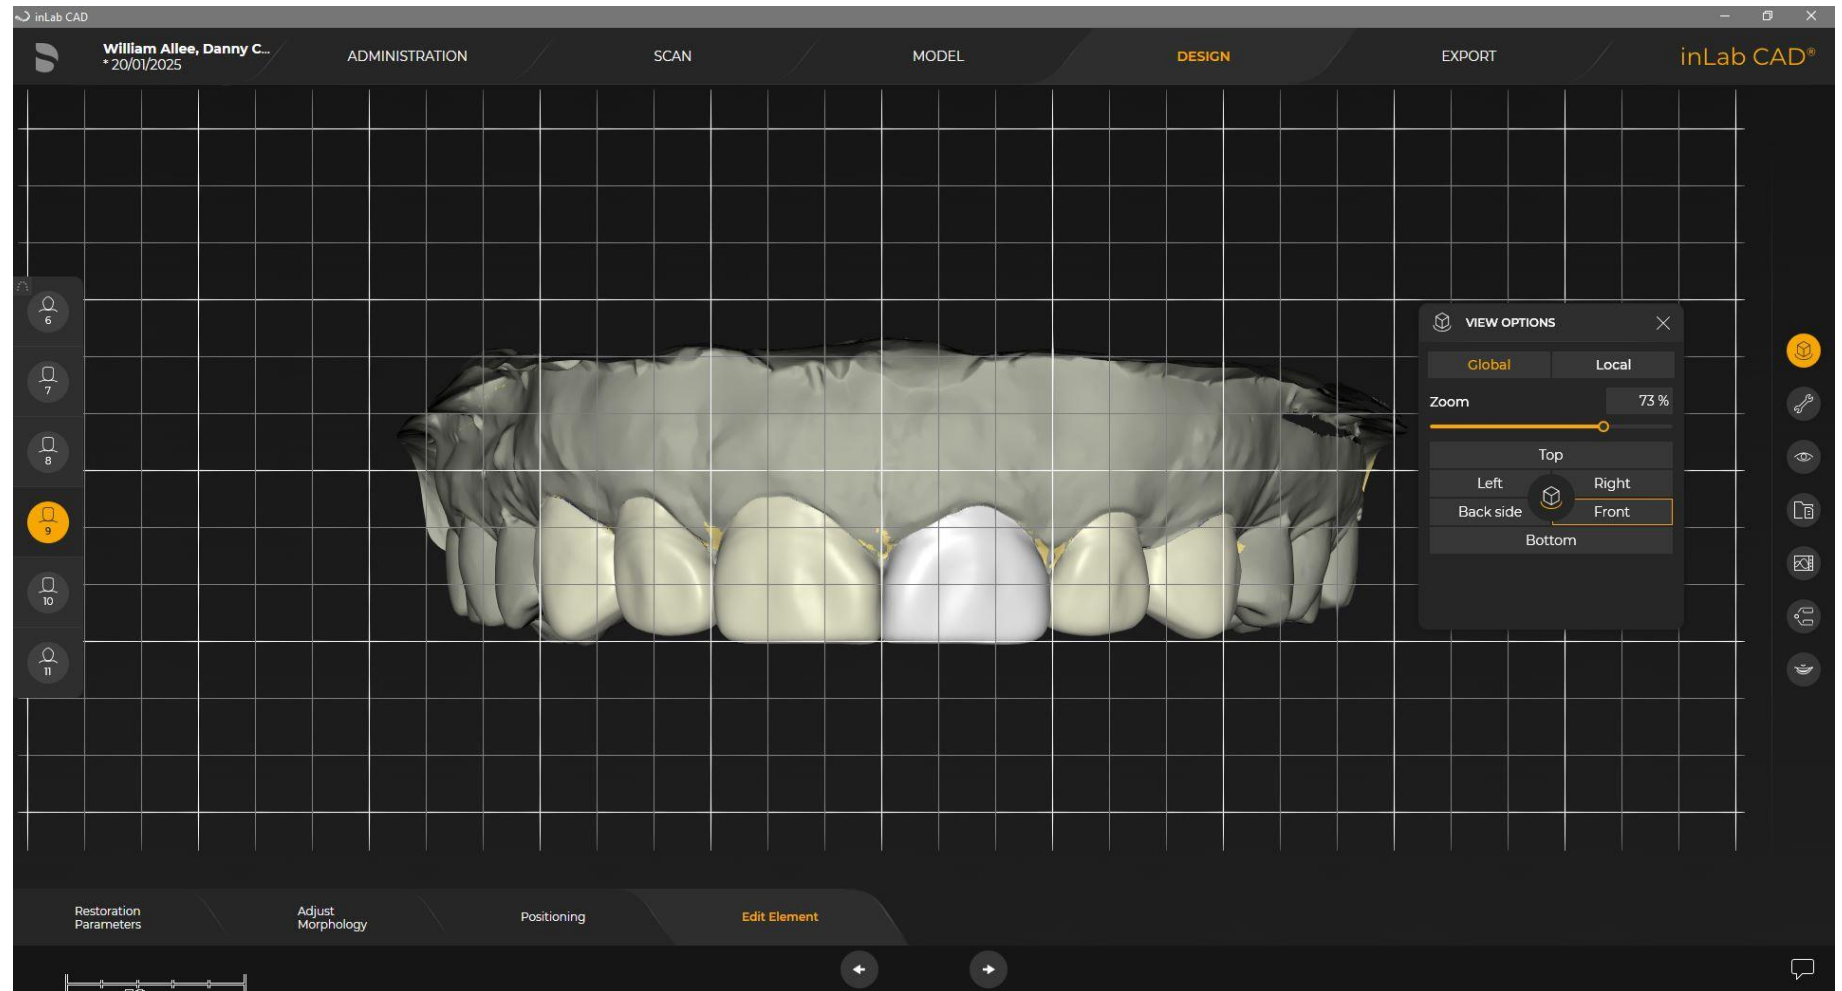 inLab CAD
William Allee, Danny C...
* 20/01/2025
ADMINISTRATION
SCAN
MODEL
DESIGN
EXPORT
inLab CAD®
6
7
8
9
10
11
VIEW OPTIONS
Global
Local
Zoom
73 %
Top
Left
Right
Back side
Front
Bottom
Restoration
Parameters
Adjust
Morphology
Positioning
Edit Element